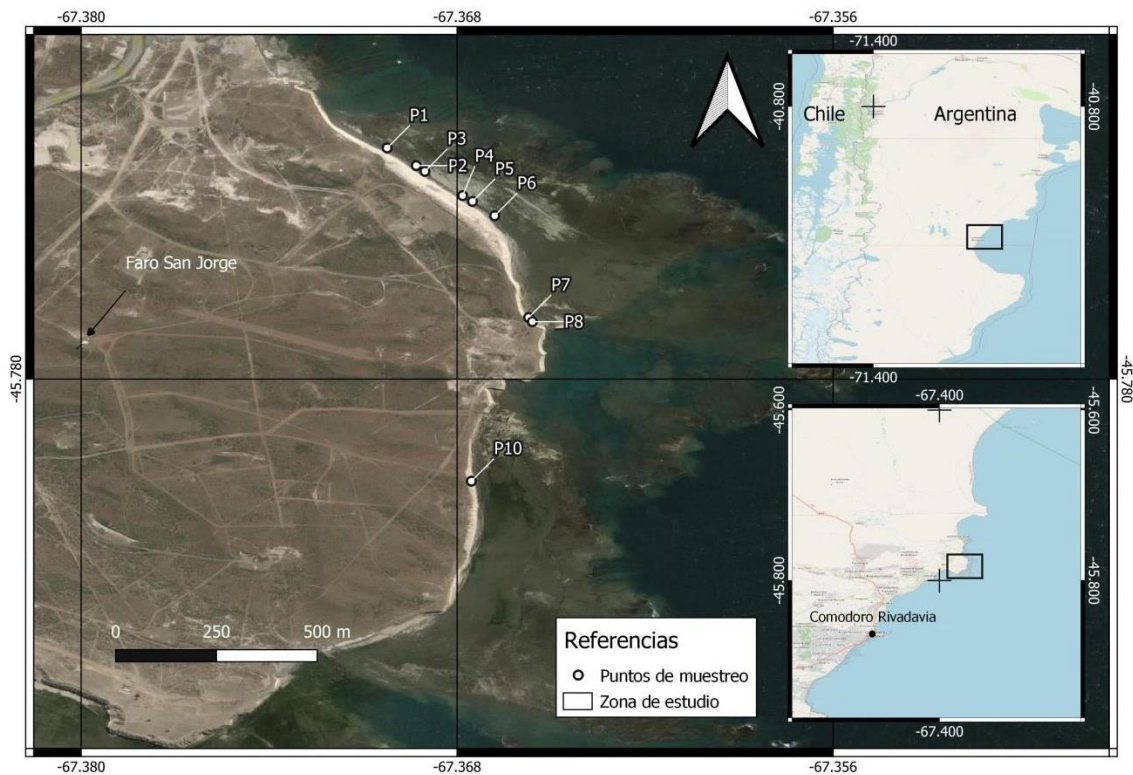 -67.380
-67.368
-67.356
P1
P3
P2
P4
P5
P6
P7
P8
P10
Faro San Jorge
-45.780
-45.780
0
250
500 m
Referencias
Puntos de muestreo
Zona de estudio
-71.400
-40.800
-40.800
Chile
Argentina
-71.400
-67.400
-45.600
-45.600
-45.800
-45.800
Comodoro Rivadavia
-67.400
-67.380
-67.368
-67.356